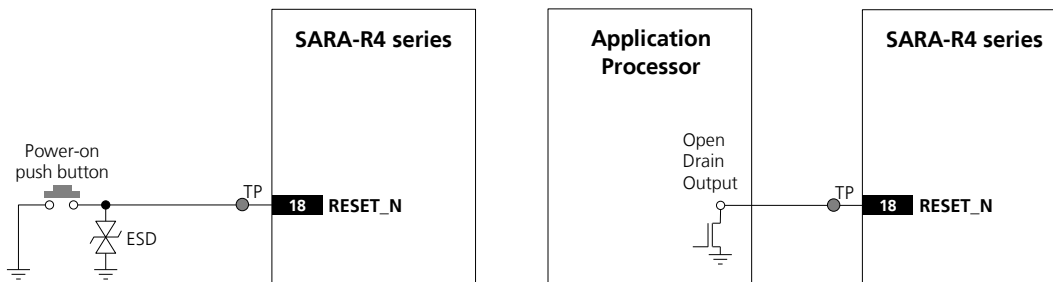 SARA-R4 series
Power-on
push button
TP
18 RESET_N
ESD
Application
Processor
SARA-R4 series
Open
Drain
Output
TP
18 RESET_N